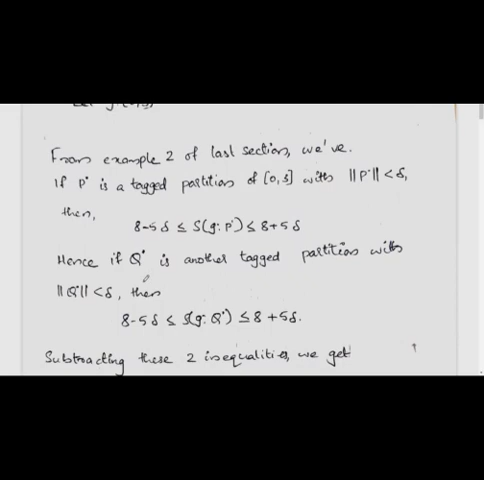 From example 2 of last section, we've.
If P• is a tagged partition of [0,3] with ||P•|| < δ,
then,
8-5δ ≤ S(g; P•) ≤ 8+5δ
Hence if Q• is another tagged partition with
||Q•|| < δ, then
8-5δ ≤ S(g; Q•) ≤ 8+5δ.
Subtracting these 2 inequalities, we get